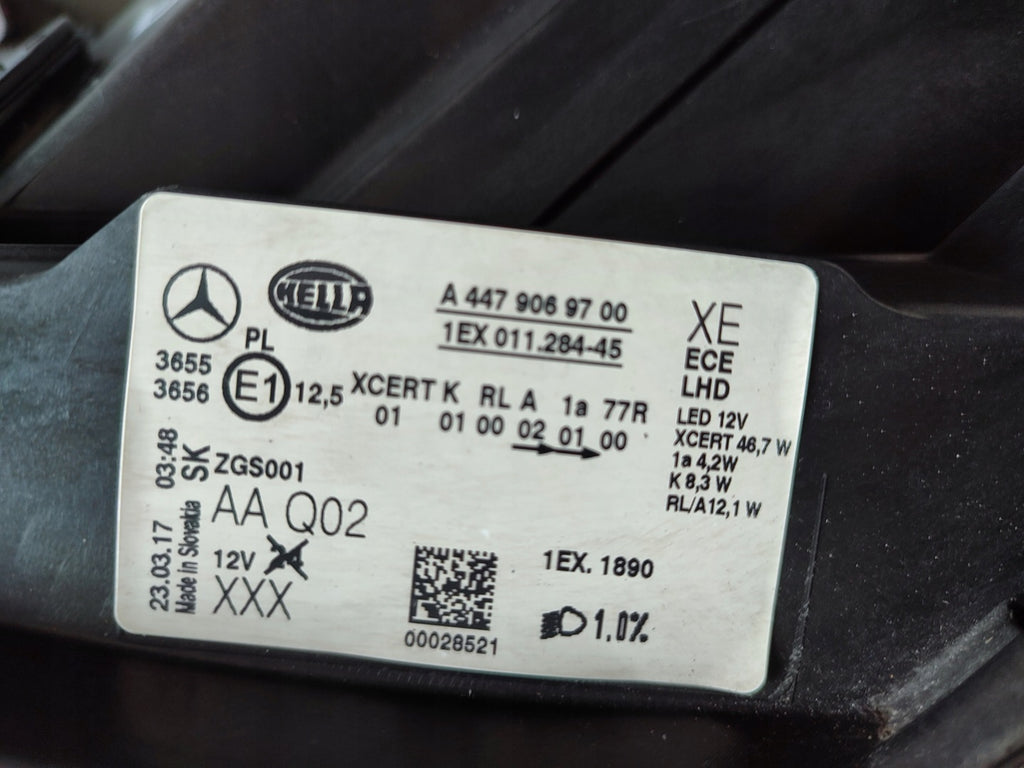 HELLA
A 447 906 97 00
1EX 011.284-45
XE
ECE
LHD
PL
3655
3656
E1
12,5
XCERT K RL A 1a 77R
01 01 00 02 01 00
LED 12V
XCERT 46,7 W
1a 4,2W
K 8,3 W
RL/A12,1 W
23.03.17 03:48
Made in Slovakia SK
ZGS001
AA Q02
12V
XXX
00028521
1EX. 1890
1.0%